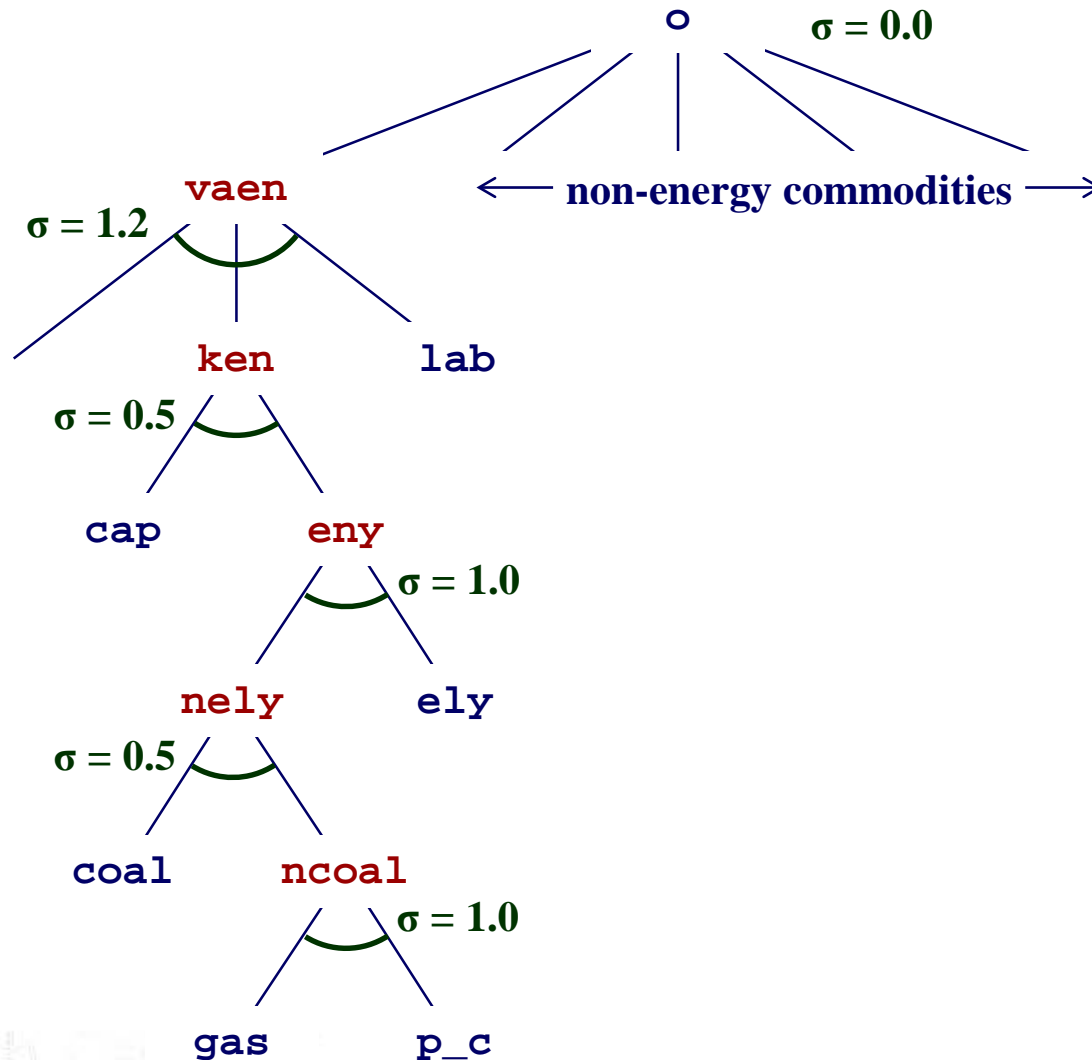 o
σ = 0.0
vaen
non-energy commodities
σ = 1.2
ken
lab
σ = 0.5
cap
eny
σ = 1.0
nely
ely
σ = 0.5
coal
ncoal
σ = 1.0
gas
p_c